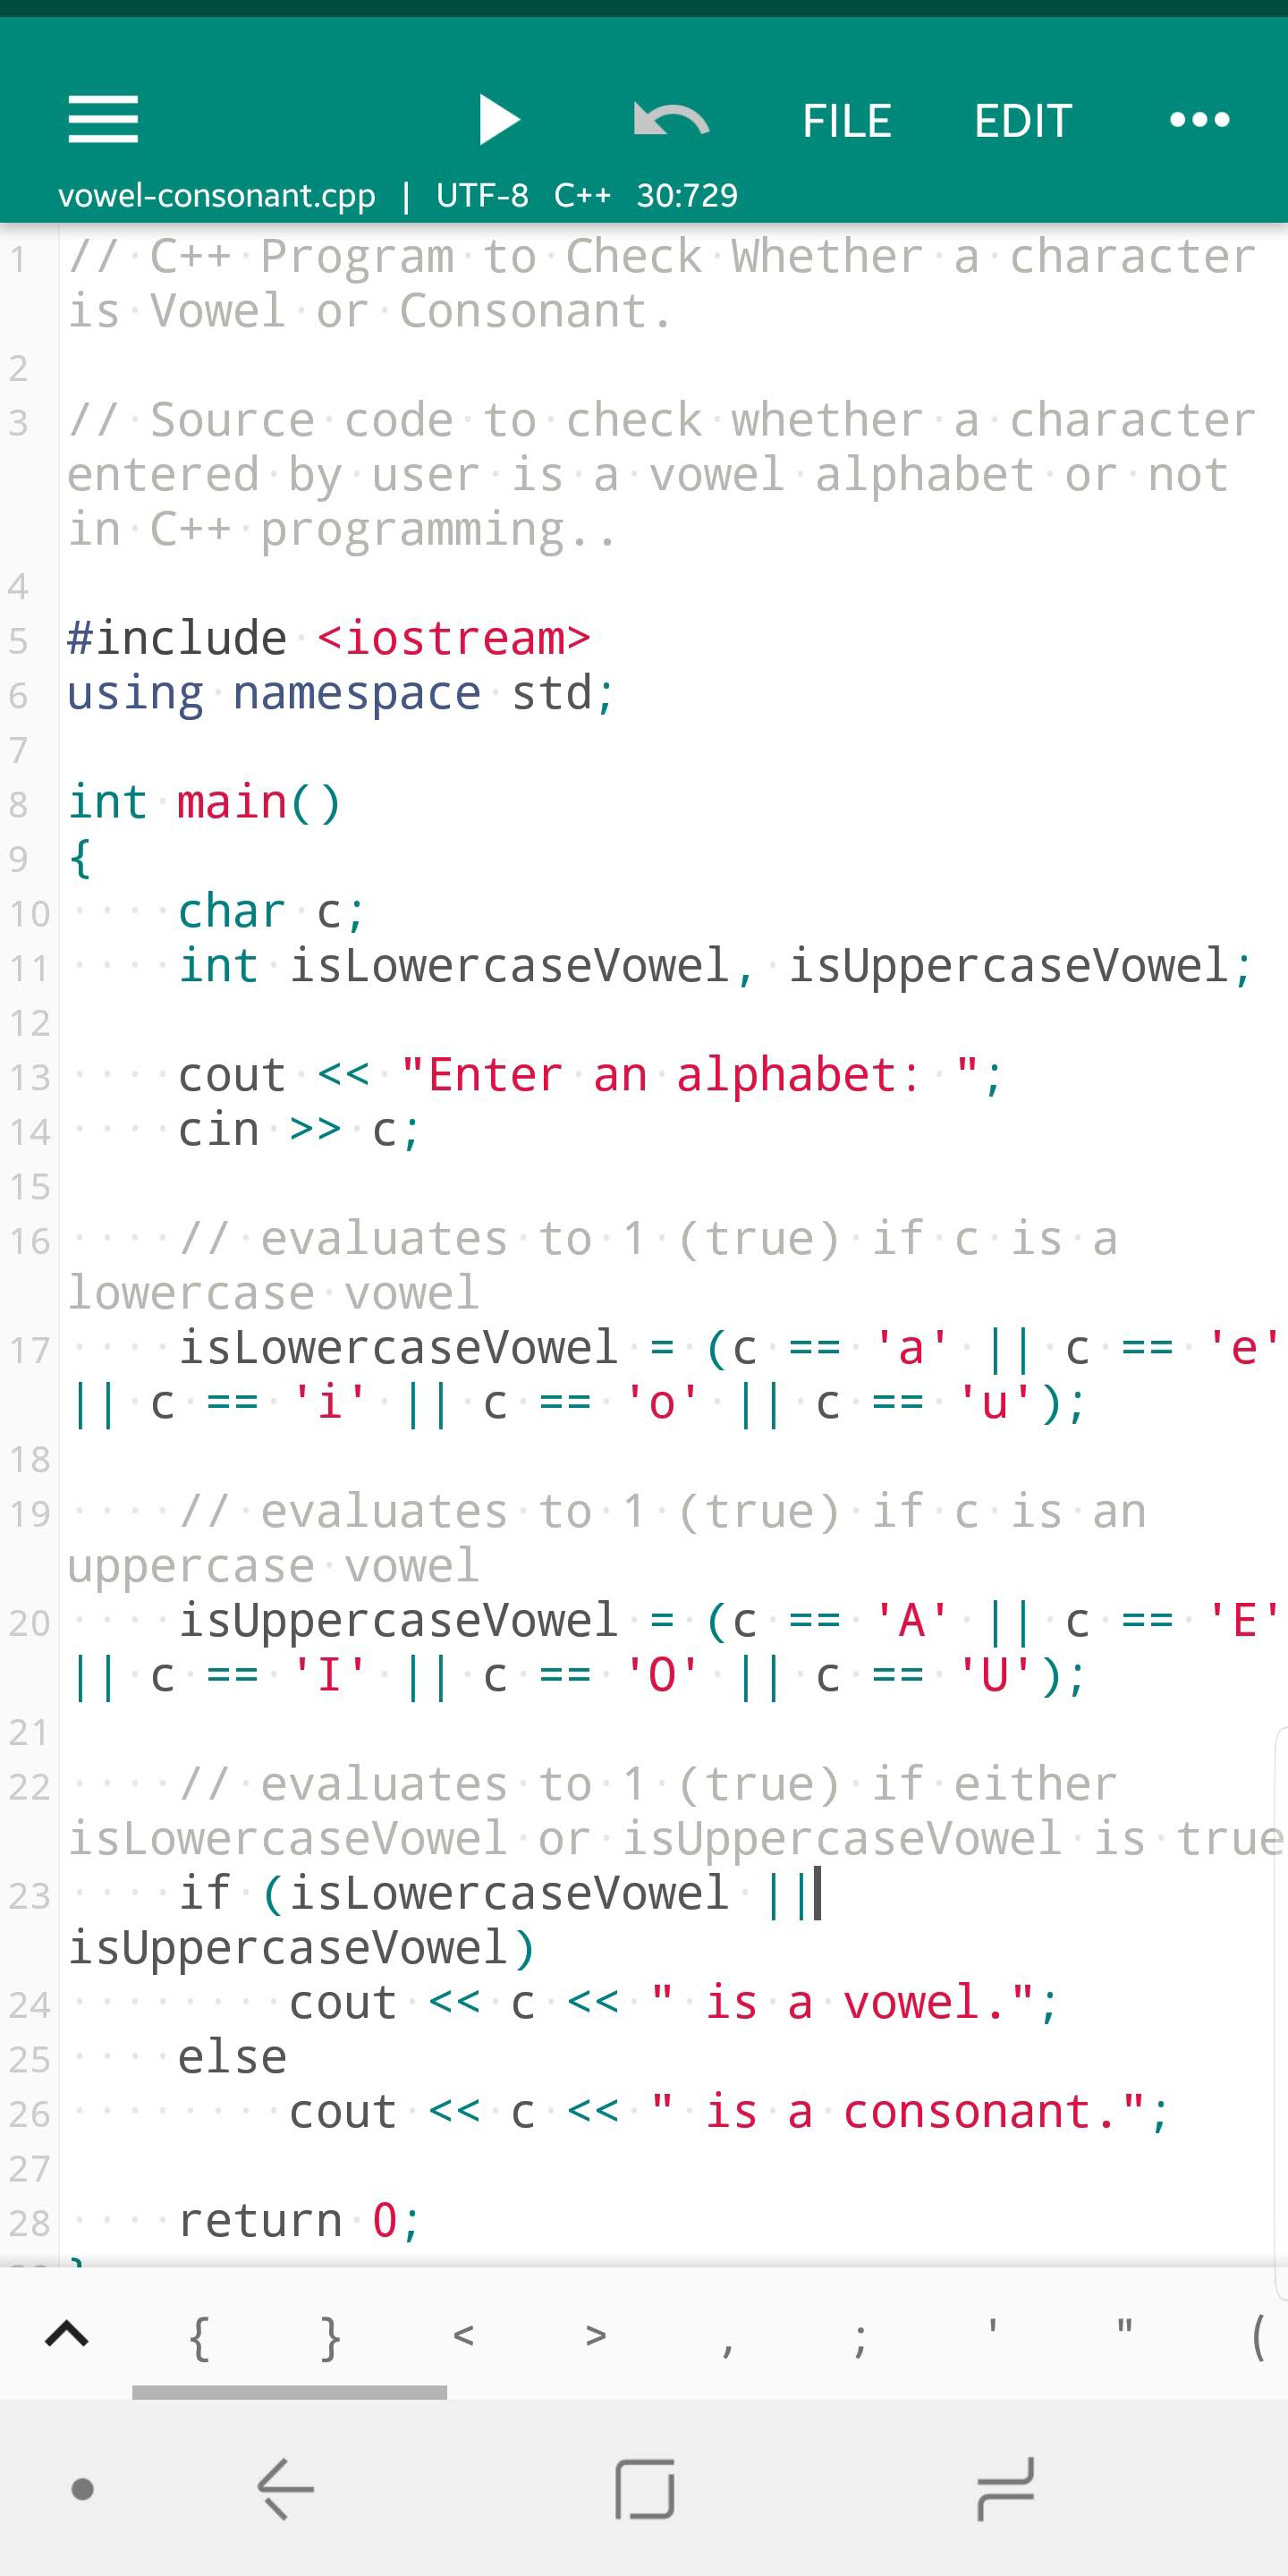 FILE EDIT
vowel-consonant.cpp | UTF-8 C++ 30:729
1 // C++ Program to Check Whether a character
is Vowel or Consonant.
2
3 // Source code to check whether a character
entered by user is a vowel alphabet or not
in C++ programming..
4
5 #include <iostream>
6 using namespace std;
7
8 int main()
9 {
10     char c;
11     int isLowercaseVowel, isUppercaseVowel;
12
13     cout << "Enter an alphabet: ";
14     cin >> c;
15
16     // evaluates to 1 (true) if c is a
lowercase vowel
17     isLowercaseVowel = (c == 'a' || c == 'e'
|| c == 'i' || c == 'o' || c == 'u');
18
19     // evaluates to 1 (true) if c is an
uppercase vowel
20     isUppercaseVowel = (c == 'A' || c == 'E'
|| c == 'I' || c == 'O' || c == 'U');
21
22     // evaluates to 1 (true) if either
isLowercaseVowel or isUppercaseVowel is true
23     if (isLowercaseVowel ||
isUppercaseVowel)
24         cout << c << " is a vowel.";
25     else
26         cout << c << " is a consonant.";
27
28     return 0;
{ } < > , ; ' " (